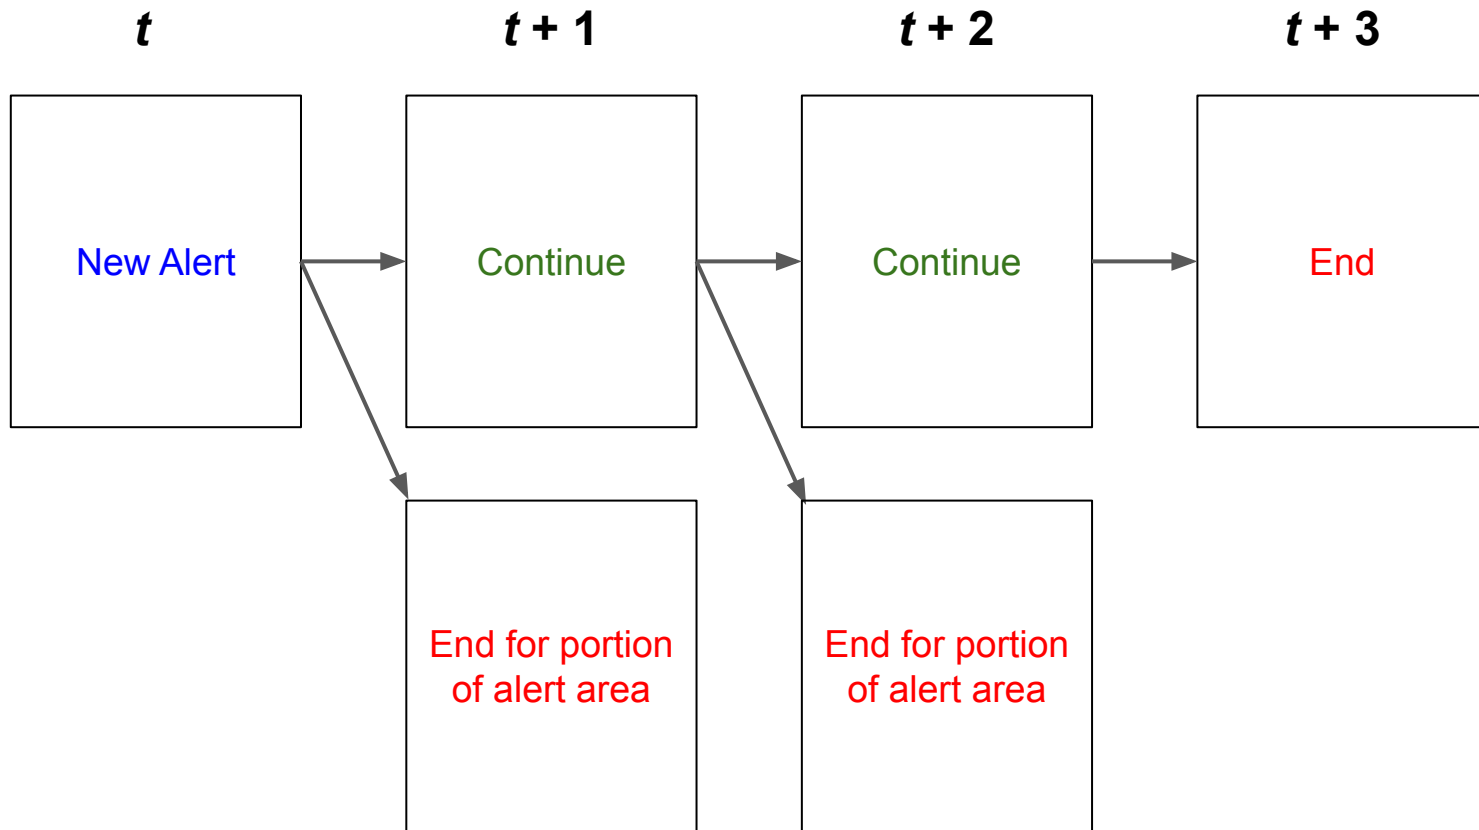 t
t + 1
t + 2
t + 3
New Alert
Continue
Continue
End
End for portion
of alert area
End for portion
of alert area